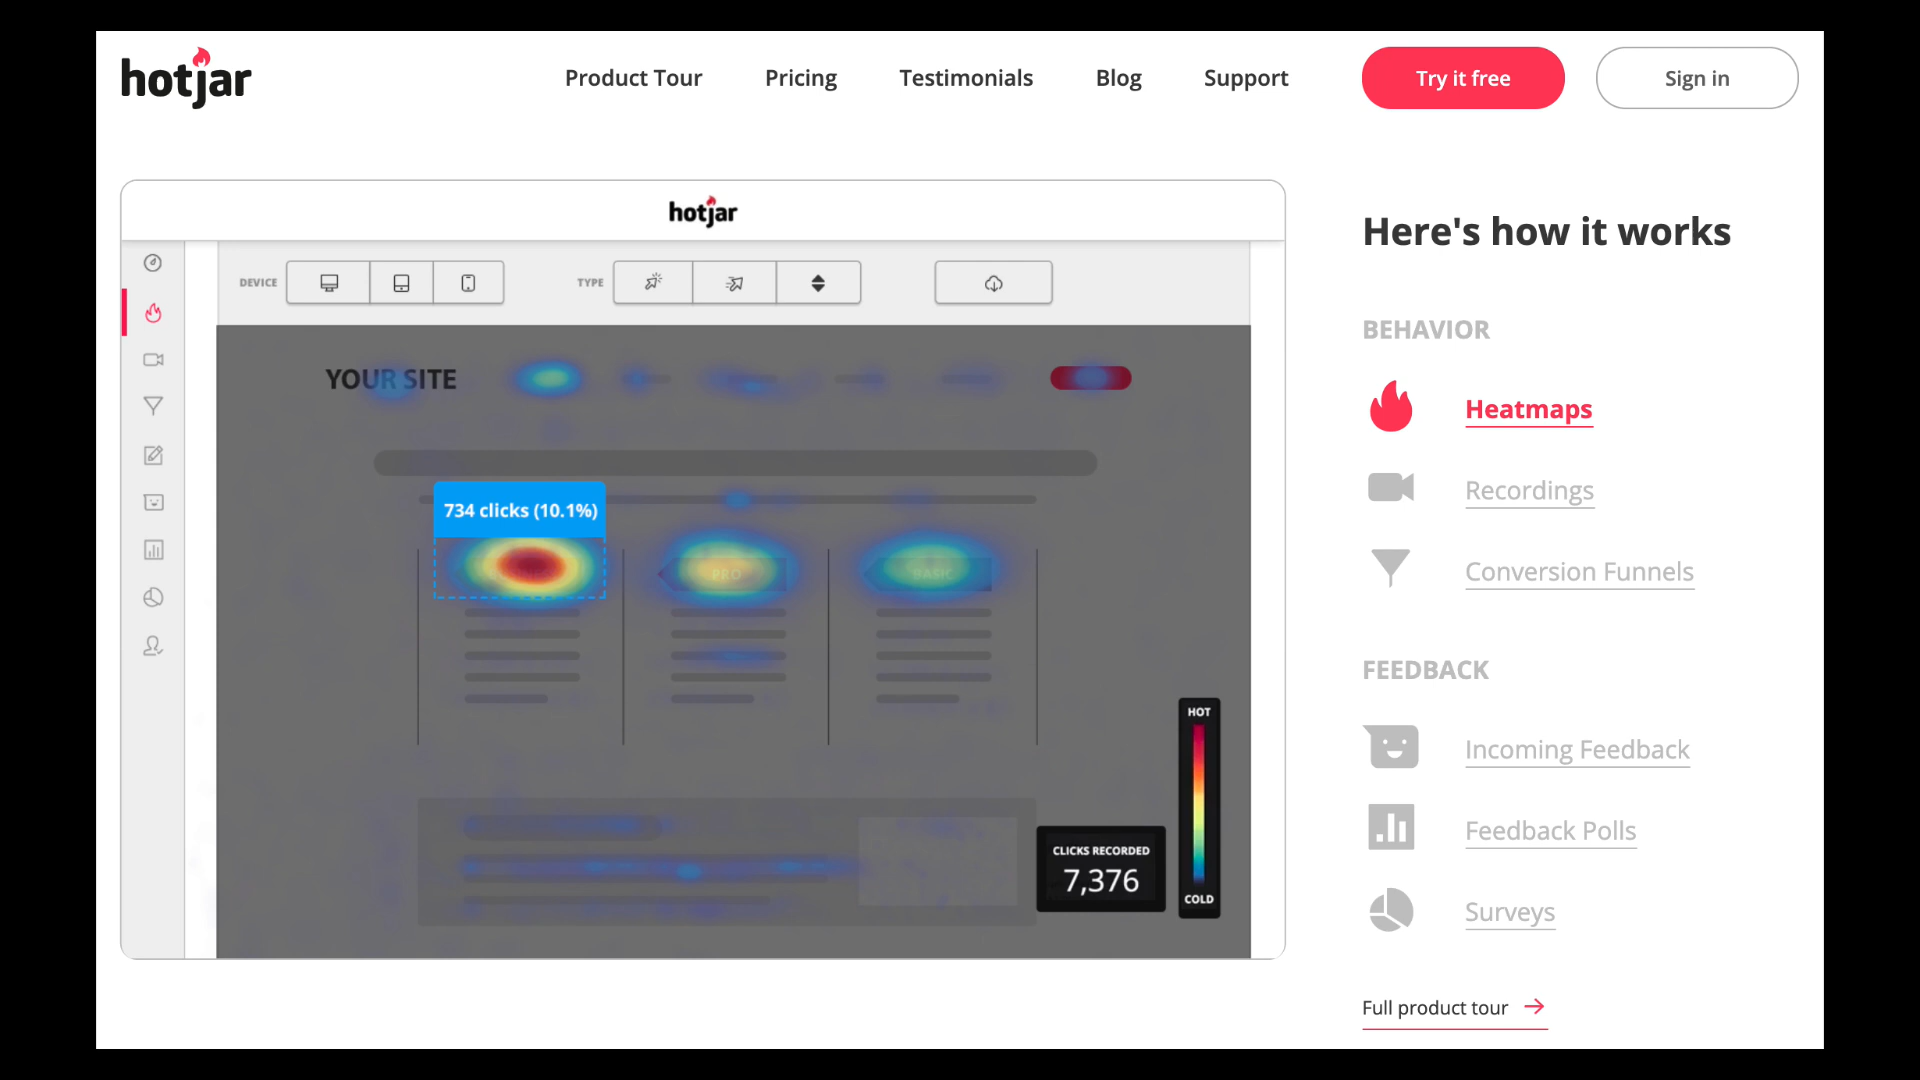 hotjar
Product Tour
Pricing
Testimonials
Blog
Support
Try it free
Sign in
hotjar
DEVICE
TYPE
YOUR SITE
734 clicks (10.1%)
PRO
BASIC
CLICKS RECORDED
7,376
HOT
COLD
Here's how it works
BEHAVIOR
Heatmaps
Recordings
Conversion Funnels
FEEDBACK
Incoming Feedback
Feedback Polls
Surveys
Full product tour